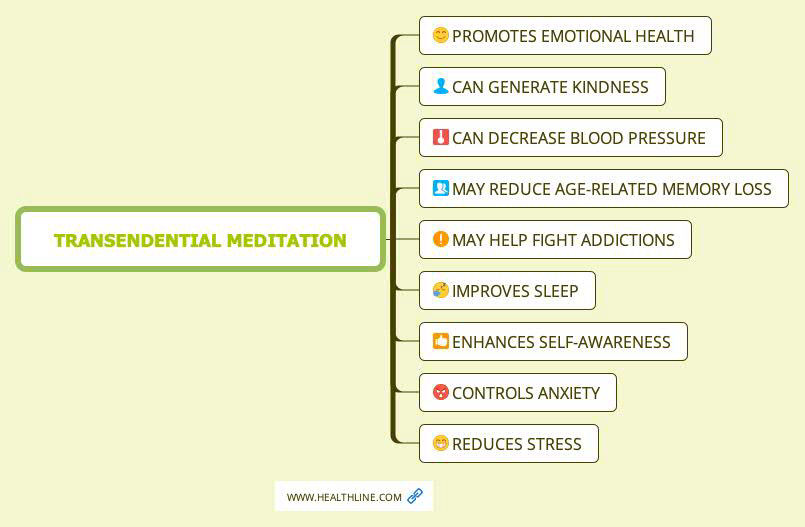 PROMOTES EMOTIONAL HEALTH
CAN GENERATE KINDNESS
CAN DECREASE BLOOD PRESSURE
MAY REDUCE AGE-RELATED MEMORY LOSS
TRANSENDENTIAL MEDITATION
MAY HELP FIGHT ADDICTIONS
IMPROVES SLEEP
ENHANCES SELF-AWARENESS
CONTROLS ANXIETY
REDUCES STRESS
WWW.HEALTHLINE.COM